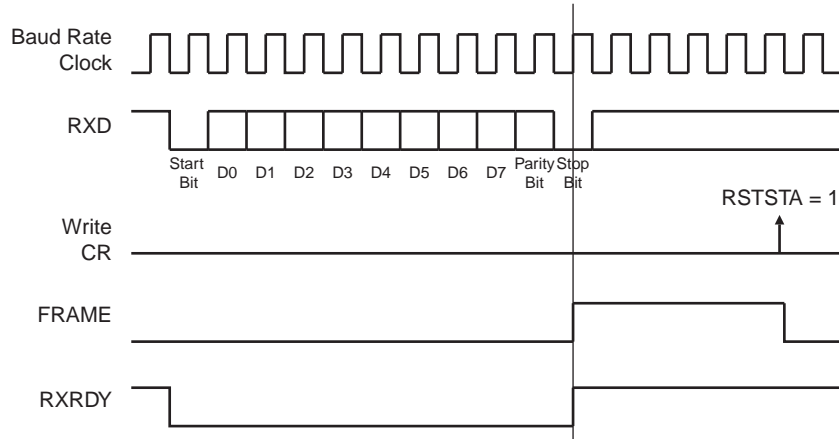 Baud Rate
Clock
RXD
Start
Bit
D0
D1
D2
D3
D4
D5
D6
D7
Parity
Bit
Stop
Bit
RSTSTA = 1
Write
CR
FRAME
RXRDY